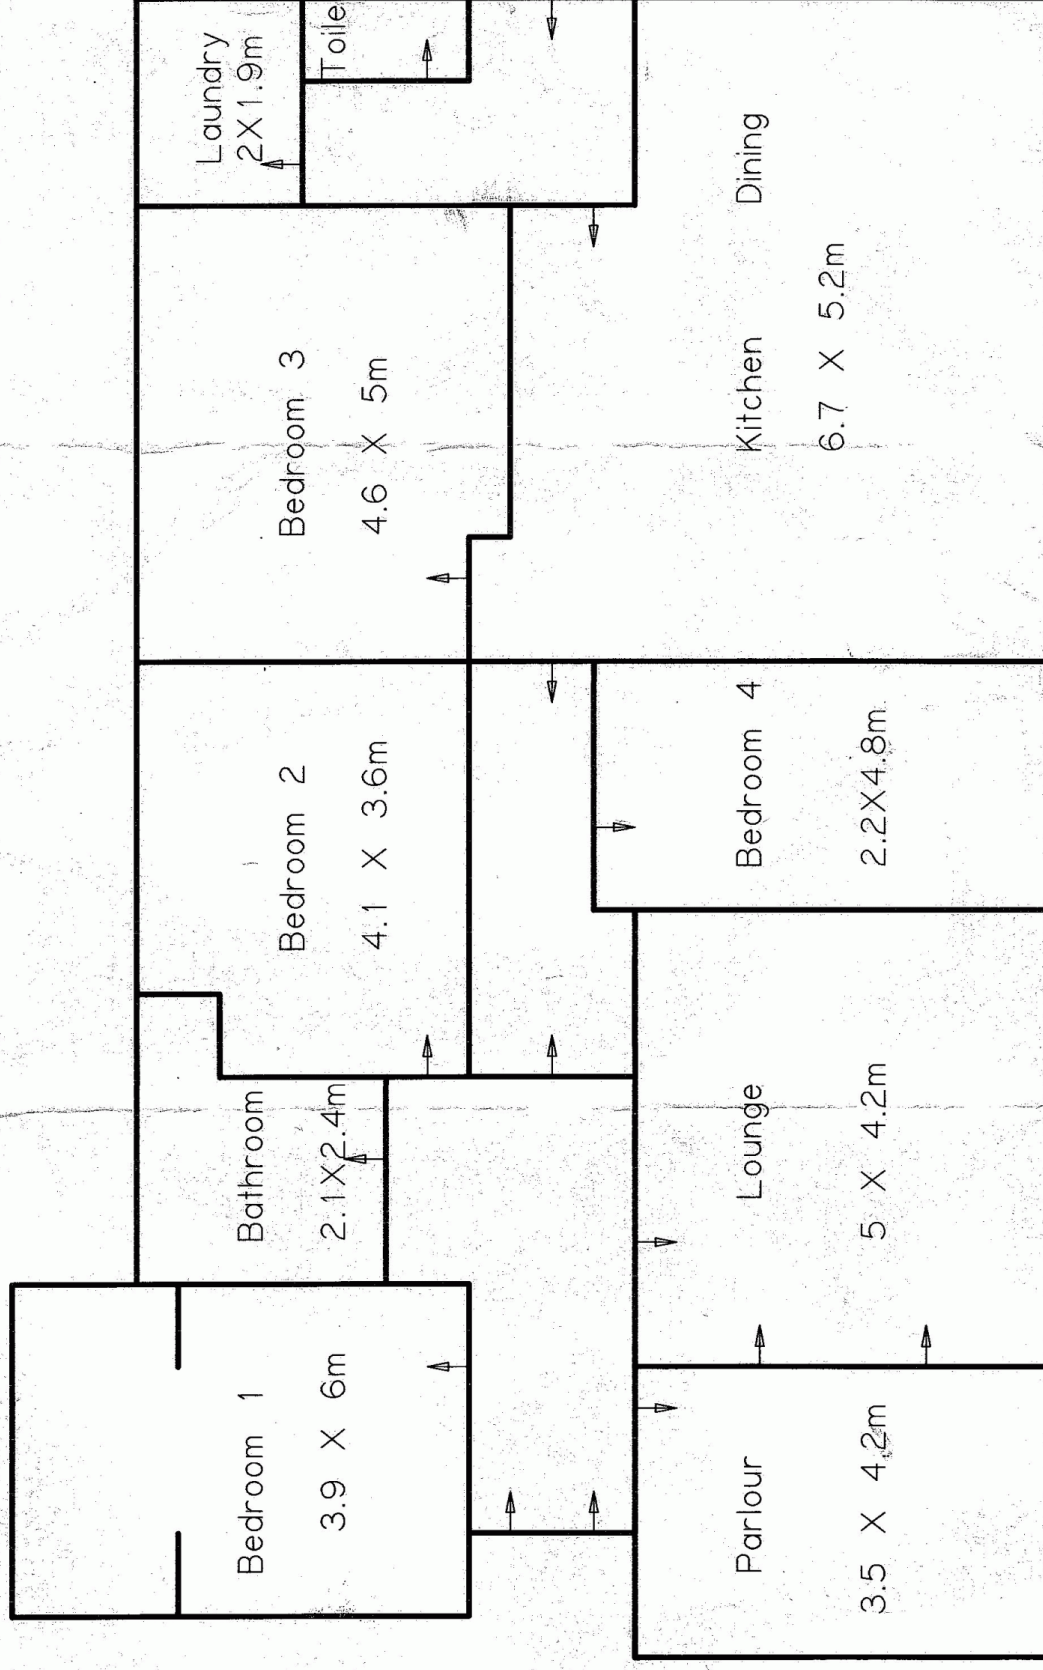 Bedroom 1
3.9 X 6m
Bathroom
2.1X2.4m
Bedroom 2
4.1 X 3.6m
Bedroom 3
4.6 X 5m
Laundry
2X1.9m
Toile
Parlour
3.5 X 4.2m
Lounge
5 X 4.2m
Bedroom 4
2.2X4.8m
Kitchen Dining
6.7 X 5.2m